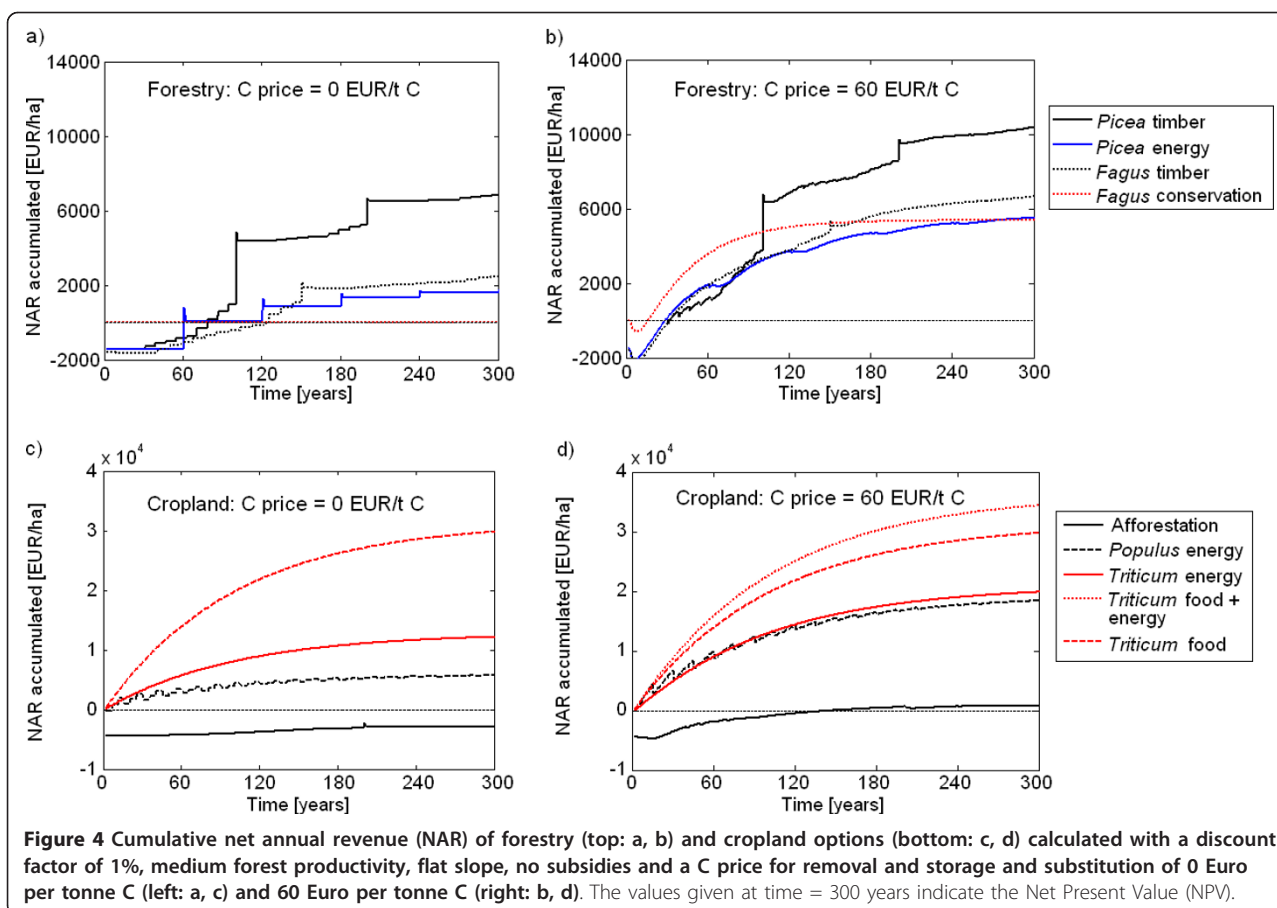 a)
14000
10000
6000
2000
-2000
NAR accumulated [EUR/ha]
Forestry: C price = 0 EUR/t C
0 60 120 180 240 300
Time [years]
b)
14000
10000
6000
2000
-2000
NAR accumulated [EUR/ha]
Forestry: C price = 60 EUR/t C
0 60 120 180 240 300
Time [years]
Picea timber
Picea energy
Fagus timber
Fagus conservation
c)
x 10^4
4
3
2
1
0
-1
NAR accumulated [EUR/ha]
Cropland: C price = 0 EUR/t C
0 60 120 180 240 300
Time [years]
d)
x 10^4
4
3
2
1
0
-1
NAR accumulated [EUR/ha]
Cropland: C price = 60 EUR/t C
0 60 120 180 240 300
Time [years]
Afforestation
Populus energy
Triticum energy
Triticum food +
energy
Triticum food
Figure 4 Cumulative net annual revenue (NAR) of forestry (top: a, b) and cropland options (bottom: c, d) calculated with a discount
factor of 1%, medium forest productivity, flat slope, no subsidies and a C price for removal and storage and substitution of 0 Euro
per tonne C (left: a, c) and 60 Euro per tonne C (right: b, d). The values given at time = 300 years indicate the Net Present Value (NPV).